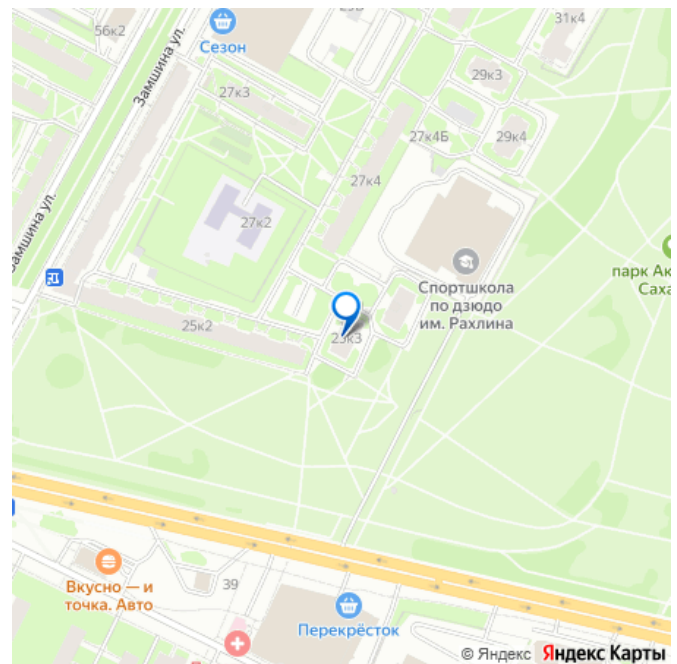 56к2
Замшина ул.
Сезон
31к4
29к3
27к3
27к4Б
29к4
27к4
27к2
Замшина ул.
парк Ак
Саха
Спортшкола
по дзюдо
им. Рахлина
25к2
25к3
39
Вкусно — и
точка. Авто
Перекрёсток
© Яндекс Яндекс Карты